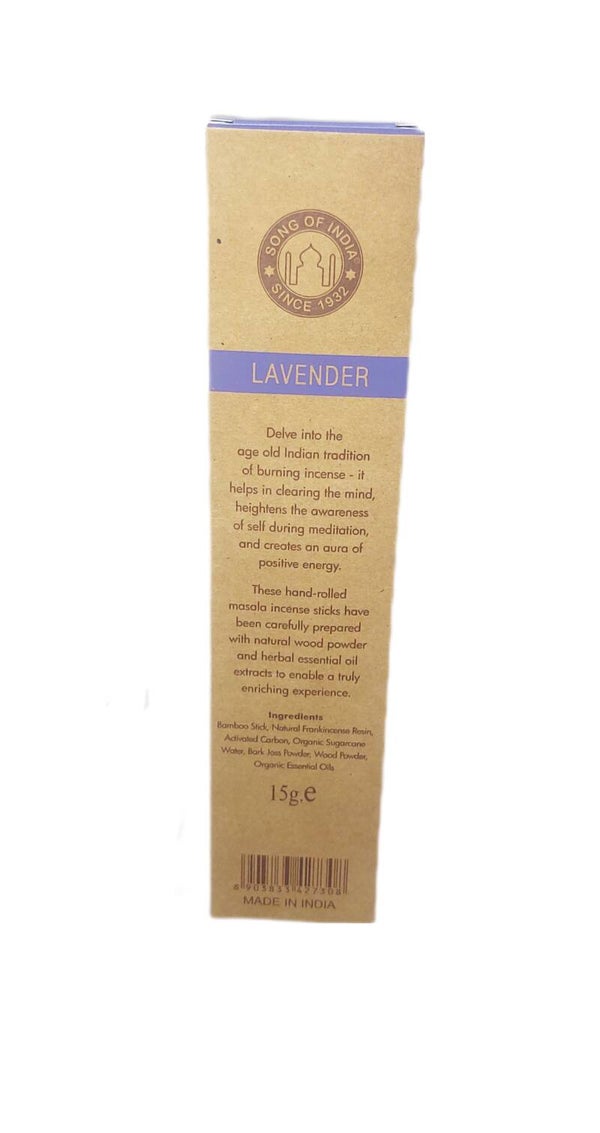 SONG OF INDIA
SINCE 1932
LAVENDER
Delve into the
age old Indian tradition
of burning incense - it
helps in clearing the mind,
heightens the awareness
of self during meditation,
and creates an aura of
positive energy.
These hand-rolled
masala incense sticks have
been carefully prepared
with natural wood powder
and herbal essential oil
extracts to enable a truly
enriching experience.
Ingredients
Bamboo Stick, Natural Frankincense Resin,
Activated Carbon, Organic Sugarcane
Water, Bark Joss Powder, Wood Powder,
Organic Essential Oils
15g.e
8 903833 427308
MADE IN INDIA